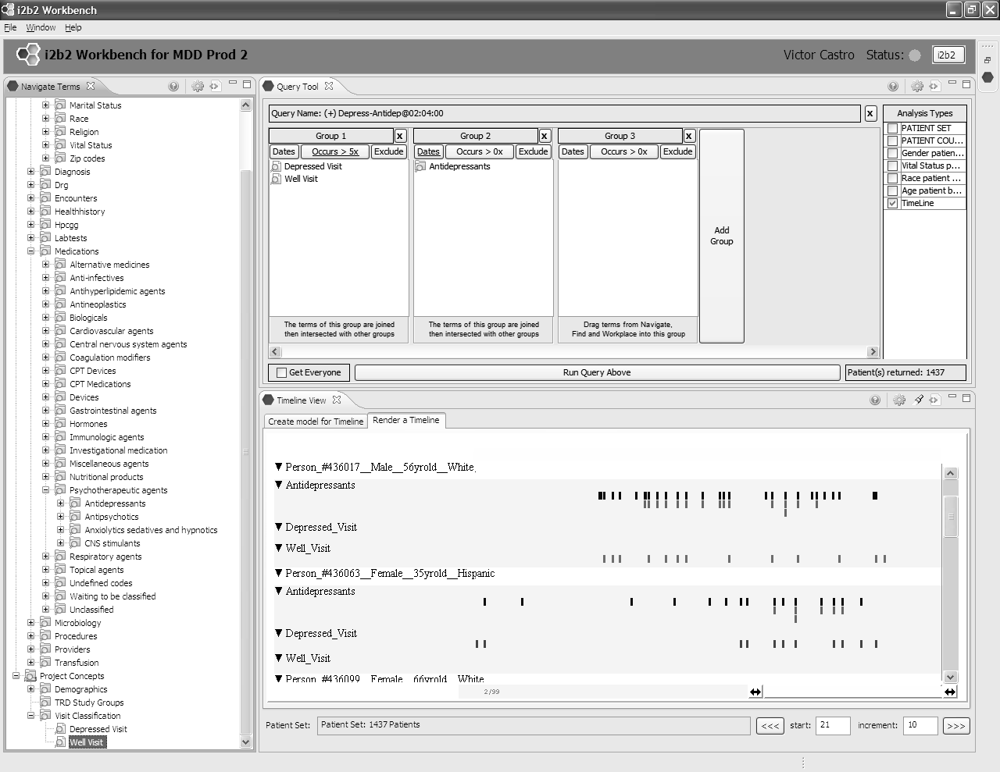 i2b2 Workbench
File Window Help
i2b2 Workbench for MDD Prod 2
Victor Castro Status: i2b2
Navigate Terms
Marital Status
Race
Religion
Vital Status
Zip codes
Diagnosis
Drg
Encounters
Healthhistory
Hpcgg
Labtests
Medications
Alternative medicines
Anti-infectives
Antihyperlipidemic agents
Antineoplastics
Biologicals
Cardiovascular agents
Central nervous system agents
Coagulation modifiers
CPT Devices
CPT Medications
Devices
Gastrointestinal agents
Hormones
Immunologic agents
Investigational medication
Miscellaneous agents
Nutritional products
Psychotherapeutic agents
Antidepressants
Antipsychotics
Anxiolytics sedatives and hypnotics
CNS stimulants
Respiratory agents
Topical agents
Undefined codes
Waiting to be classified
Unclassified
Microbiology
Procedures
Providers
Transfusion
Project Concepts
Demographics
TRD Study Groups
Visit Classification
Depressed Visit
Well Visit
Query Tool
Query Name: (+) Depress-Antidep@02:04:00 x
Group 1 x
Dates Occurs > 5x Exclude
Depressed Visit
Well Visit
The terms of this group are joined
then intersected with other groups
Group 2 x
Dates Occurs > 0x Exclude
Antidepressants
The terms of this group are joined
then intersected with other groups
Group 3 x
Dates Occurs > 0x Exclude
Drag terms from Navigate,
Find and Workplace into this group
Add
Group
Analysis Types
PATIENT SET
PATIENT COU...
Gender patien...
Vital Status p...
Race patient ...
Age patient b...
TimeLine
Get Everyone Run Query Above Patient(s) returned: 1437
Timeline View
Create model for Timeline Render a Timeline
Person_#436017__Male__56yrold__White
Antidepressants
Depressed_Visit
Well_Visit
Person_#436063__Female__35yrold__Hispanic
Antidepressants
Depressed_Visit
Well_Visit
Person_#436099__Female__66yrold__White
2/99
Patient Set: Patient Set: 1437 Patients <<< start: 21 increment: 10 >>>